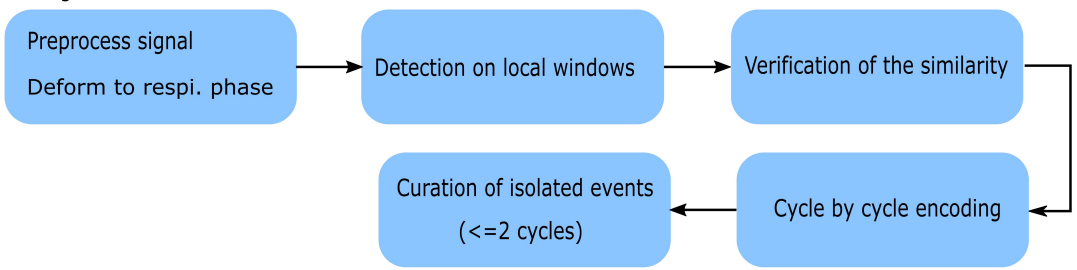 Preprocess signal
Deform to respi. phase
Detection on local windows
Verification of the similarity
Cycle by cycle encoding
Curation of isolated events
(<=2 cycles)